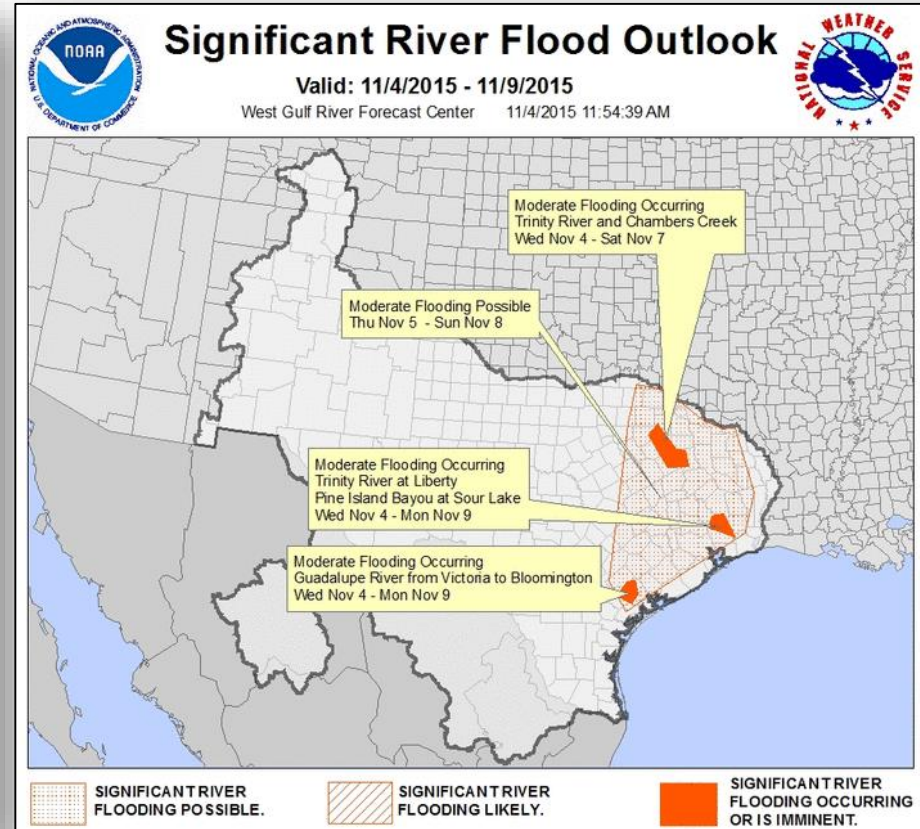 Significant River Flood Outlook
Valid: 11/4/2015 - 11/9/2015
West Gulf River Forecast Center 11/4/2015 11:54:39 AM
NATIONAL OCEANIC AND ATMOSPHERIC ADMINISTRATION
NOAA
U.S. DEPARTMENT OF COMMERCE
NATIONAL WEATHER SERVICE
Moderate Flooding Occurring
Trinity River and Chambers Creek
Wed Nov 4 - Sat Nov 7
Moderate Flooding Possible
Thu Nov 5 - Sun Nov 8
Moderate Flooding Occurring
Trinity River at Liberty
Pine Island Bayou at Sour Lake
Wed Nov 4 - Mon Nov 9
Moderate Flooding Occurring
Guadalupe River from Victoria to Bloomington
Wed Nov 4 - Mon Nov 9
SIGNIFICANT RIVER
FLOODING POSSIBLE.
SIGNIFICANT RIVER
FLOODING LIKELY.
SIGNIFICANT RIVER
FLOODING OCCURRING
OR IS IMMINENT.